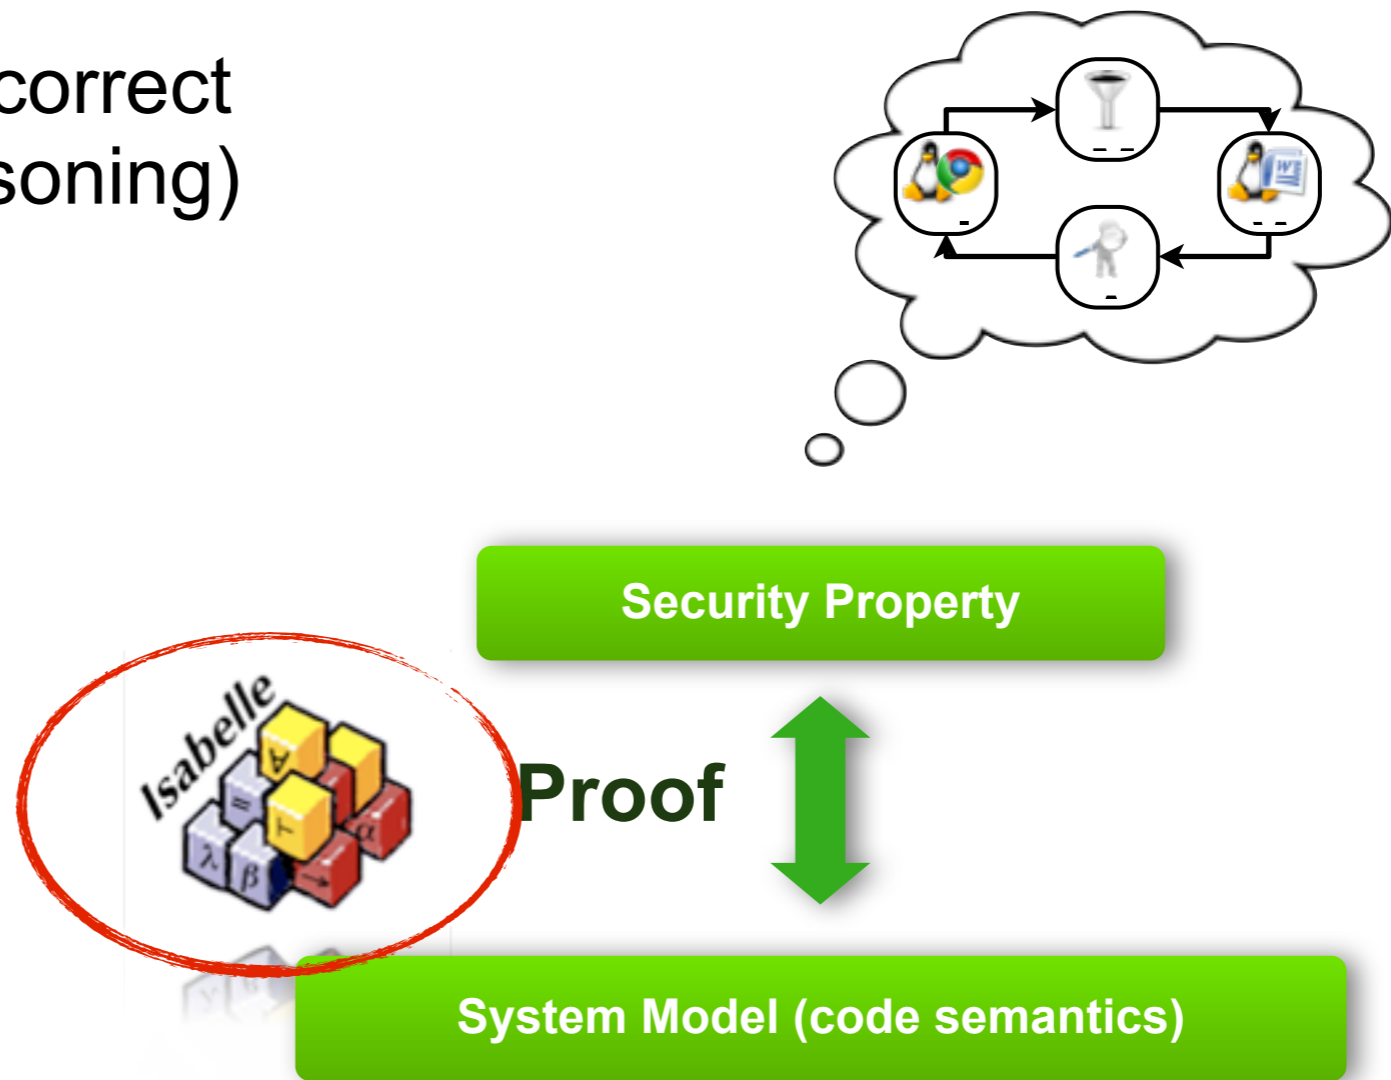 correct
soning)
Security Property
Isabelle
∀
=
⊢
α
λ
β
→
Proof
System Model (code semantics)